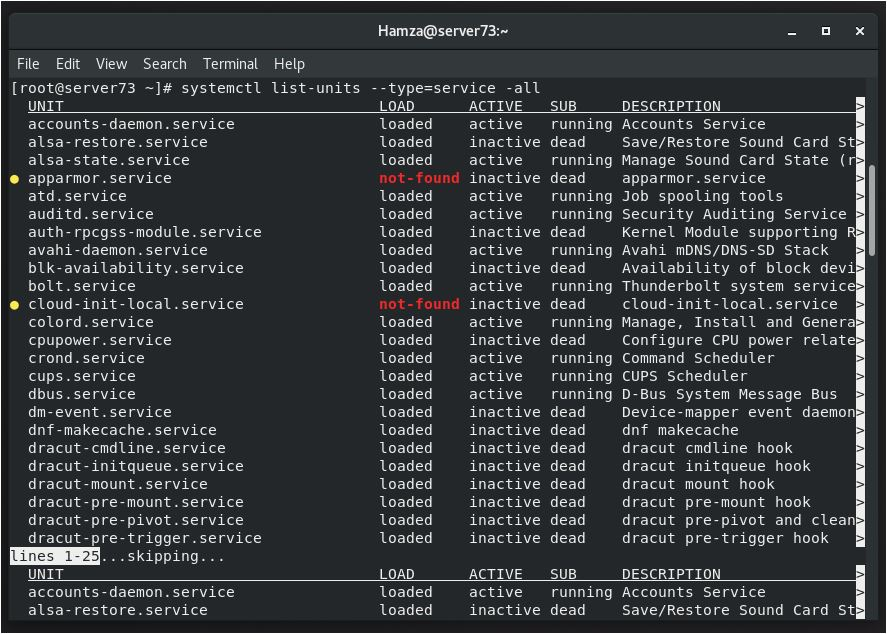 Hamza@server73:~
File Edit View Search Terminal Help
[root@server73 ~]# systemctl list-units --type=service -all
UNIT LOAD ACTIVE SUB DESCRIPTION >
accounts-daemon.service loaded active running Accounts Service >
alsa-restore.service loaded inactive dead Save/Restore Sound Card St>
alsa-state.service loaded active running Manage Sound Card State (r>
● apparmor.service not-found inactive dead apparmor.service >
atd.service loaded active running Job spooling tools >
auditd.service loaded active running Security Auditing Service >
auth-rpcgss-module.service loaded inactive dead Kernel Module supporting R>
avahi-daemon.service loaded active running Avahi mDNS/DNS-SD Stack >
blk-availability.service loaded inactive dead Availability of block devi>
bolt.service loaded active running Thunderbolt system service>
● cloud-init-local.service not-found inactive dead cloud-init-local.service >
colord.service loaded active running Manage, Install and Genera>
cpupower.service loaded inactive dead Configure CPU power relate>
crond.service loaded active running Command Scheduler >
cups.service loaded active running CUPS Scheduler >
dbus.service loaded active running D-Bus System Message Bus >
dm-event.service loaded inactive dead Device-mapper event daemon>
dnf-makecache.service loaded inactive dead dnf makecache >
dracut-cmdline.service loaded inactive dead dracut cmdline hook >
dracut-initqueue.service loaded inactive dead dracut initqueue hook >
dracut-mount.service loaded inactive dead dracut mount hook >
dracut-pre-mount.service loaded inactive dead dracut pre-mount hook >
dracut-pre-pivot.service loaded inactive dead dracut pre-pivot and clean>
dracut-pre-trigger.service loaded inactive dead dracut pre-trigger hook >
lines 1-25...skipping...
UNIT LOAD ACTIVE SUB DESCRIPTION >
accounts-daemon.service loaded active running Accounts Service >
alsa-restore.service loaded inactive dead Save/Restore Sound Card St>